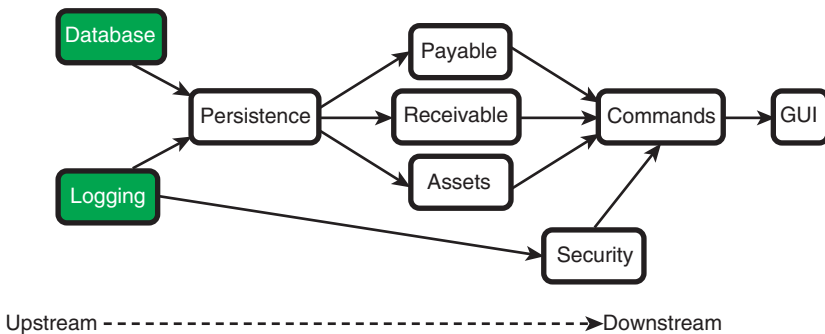 Database
Payable
Persistence
Receivable
Commands
GUI
Logging
Assets
Security
Upstream
Downstream